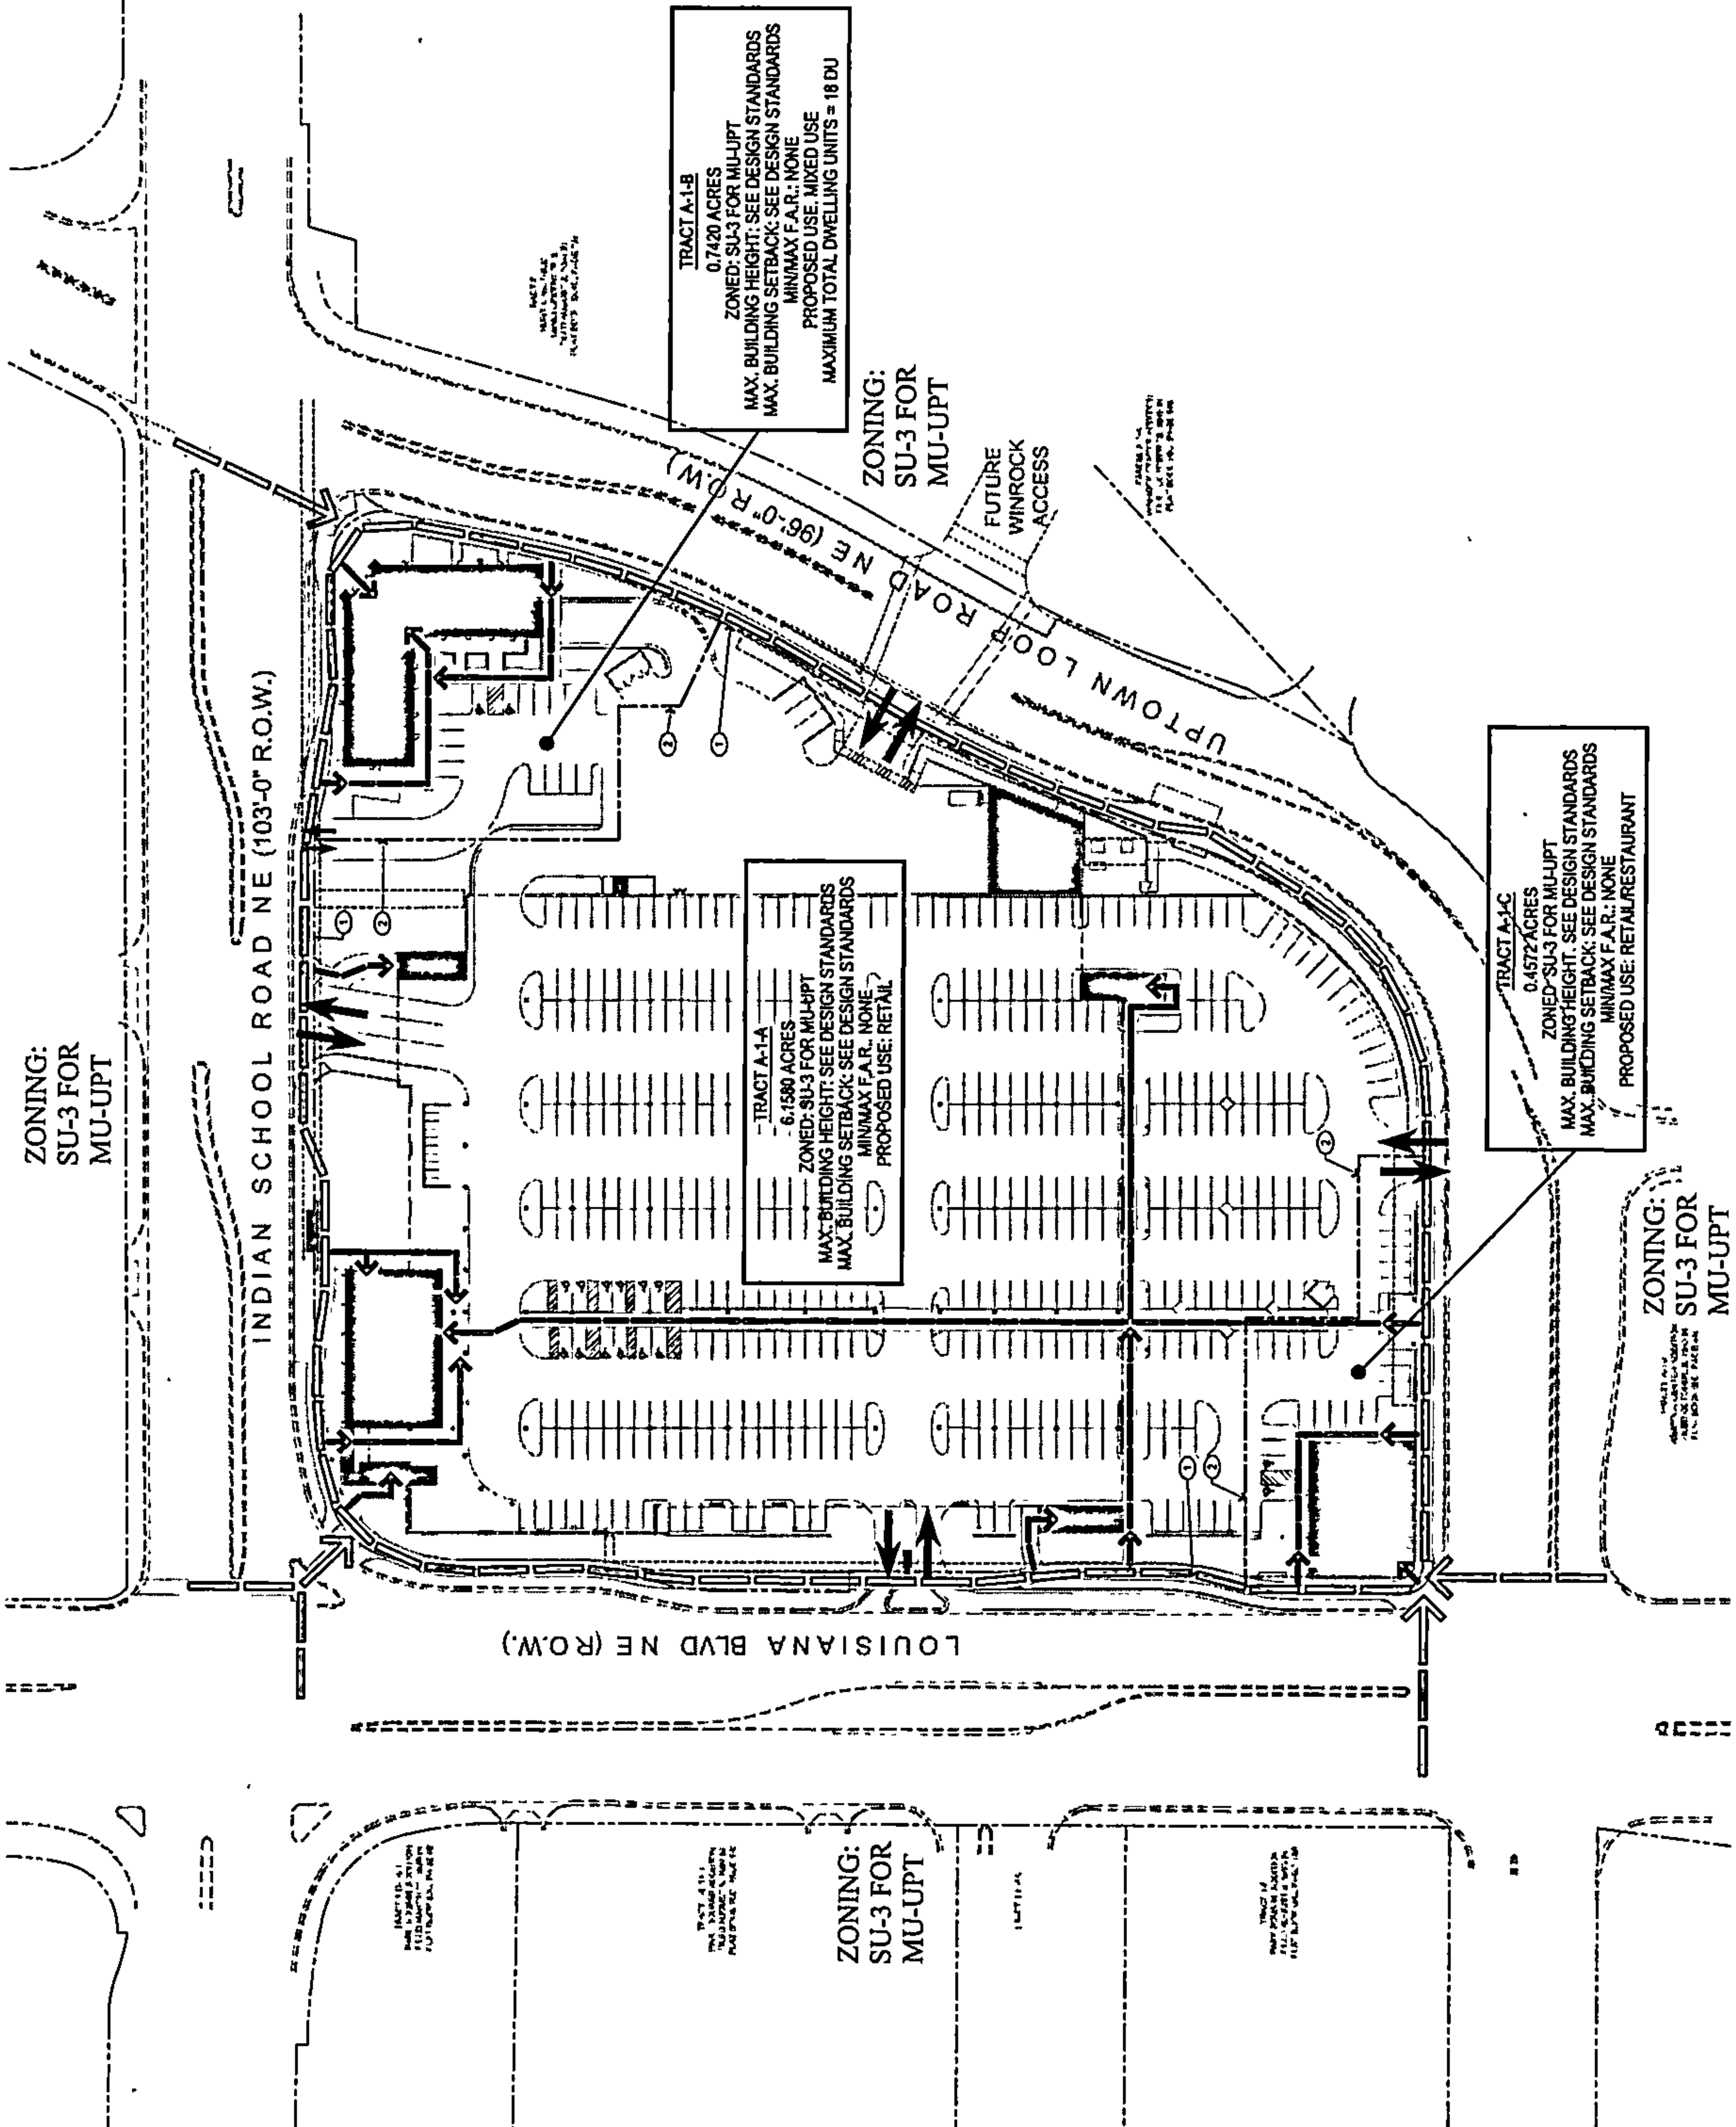 ZONING:
SU-3 FOR
MU-UPT
INDIAN SCHOOL ROAD NE (103'-0" R.O.W.)
TRACT A-1-B
0.7420 ACRES
ZONED: SU-3 FOR MU-UPT
MAX. BUILDING HEIGHT: SEE DESIGN STANDARDS
MAX. BUILDING SETBACK: SEE DESIGN STANDARDS
MIN/MAX F.A.R.: NONE
PROPOSED USE. MIXED USE
MAXIMUM TOTAL DWELLING UNITS = 18 DU
ZONING:
SU-3 FOR
MU-UPT
FUTURE
WINROCK
ACCESS
UPTOWN LOOP ROAD NE (96'-0" R.O.W.)
2
1
1
2
TRACT A-1-A
6.1580 ACRES
ZONED: SU-3 FOR MU-UPT
MAX. BUILDING HEIGHT: SEE DESIGN STANDARDS
MAX. BUILDING SETBACK: SEE DESIGN STANDARDS
MIN/MAX F.A.R.. NONE
PROPOSED USE: RETAIL
2
1
2
TRACT A-1-C
0.4572 ACRES
ZONED SU-3 FOR MU-UPT
MAX. BUILDING HEIGHT. SEE DESIGN STANDARDS
MAX. BUILDING SETBACK: SEE DESIGN STANDARDS
MIN/MAX F.A.R.: NONE
PROPOSED USE: RETAIL/RESTAURANT
LOUISIANA BLVD NE (R.O.W.)
ZONING:
SU-3 FOR
MU-UPT
ZONING:
SU-3 FOR
MU-UPT